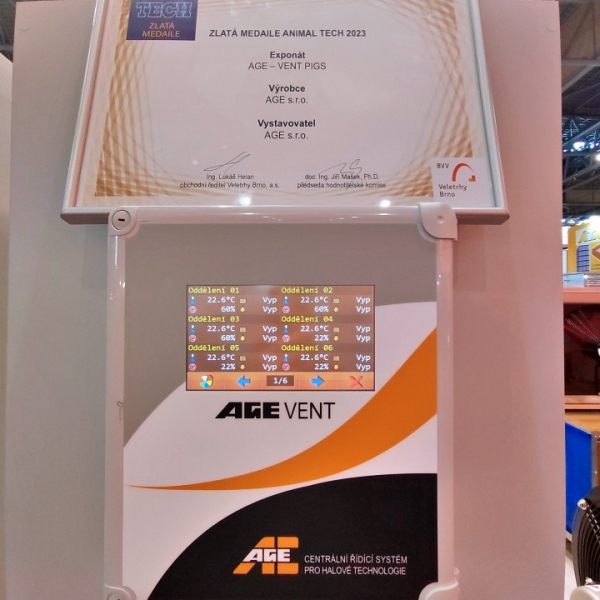 TECH
ZLATÁ
MEDAILE
ZLATÁ MEDAILE ANIMAL TECH 2023
Exponát
AGE – VENT PIGS
Výrobce
AGE s.r.o.
Vystavovatel
AGE s.r.o.
Ing. Lukáš Helan
obchodní ředitel Veletrhy Brno, a.s.
doc. Ing. Jiří Mašek, Ph.D.
předseda hodnotitelské komise
BVV
Veletrhy
Brno
Oddělení 01 Oddělení 02
22.6°C Vyp 22.6°C Vyp
60% Vyp 60% Vyp
Oddělení 03 Oddělení 04
22.6°C Vyp 22.6°C Vyp
60% Vyp 22% Vyp
Oddělení 05 Oddělení 06
22.6°C Vyp 22.6°C Vyp
22% Vyp 22% Vyp
1/6
AGE VENT
AGE
CENTRÁLNÍ ŘÍDÍCÍ SYSTÉM
PRO HALOVÉ TECHNOLOGIE